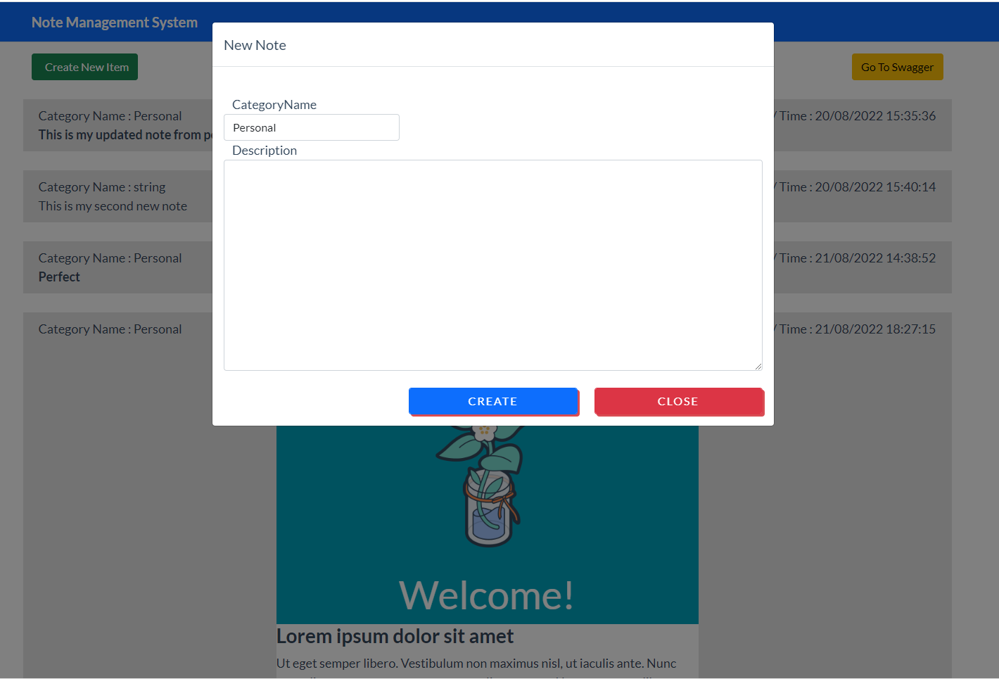 Note Management System
New Note
Create New Item
Go To Swagger
CategoryName
Personal
Description
CREATE
CLOSE
Category Name : Personal
/ Time : 20/08/2022 15:35:36
This is my updated note from
Category Name : string
/ Time : 20/08/2022 15:40:14
This is my second new note
Category Name : Personal
/ Time : 21/08/2022 14:38:52
Perfect
Category Name : Personal
/ Time : 21/08/2022 18:27:15
Welcome!
Lorem ipsum dolor sit amet
Ut eget semper libero. Vestibulum non maximus nisl, ut iaculis ante. Nunc